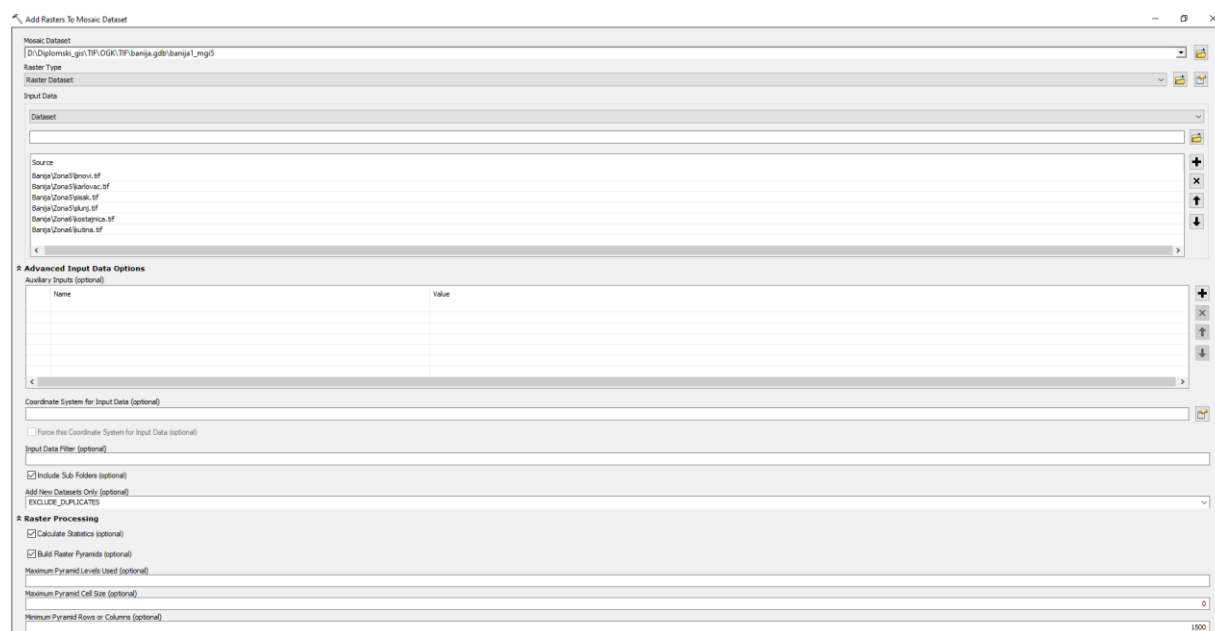 Add Rasters To Mosaic Dataset
Mosaic Dataset
D:\Diplomski_gis\TIF\OGK\TIF\banija.gdb\banija1_mgi5
Raster Type
Raster Dataset
Input Data
Dataset
Source
Banija\Zona5\bnovi.tif
Banija\Zona5\karlovac.tif
Banija\Zona5\sisak.tif
Banija\Zona5\slunj.tif
Banija\Zona6\kostajnica.tif
Banija\Zona6\kutina.tif
Advanced Input Data Options
Auxiliary Inputs (optional)
Name Value
Coordinate System for Input Data (optional)
Force this Coordinate System for Input Data (optional)
Input Data Filter (optional)
Include Sub Folders (optional)
Add New Datasets Only (optional)
EXCLUDE_DUPLICATES
Raster Processing
Calculate Statistics (optional)
Build Raster Pyramids (optional)
Maximum Pyramid Levels Used (optional)
Maximum Pyramid Cell Size (optional)
0
Minimum Pyramid Rows or Columns (optional)
1500